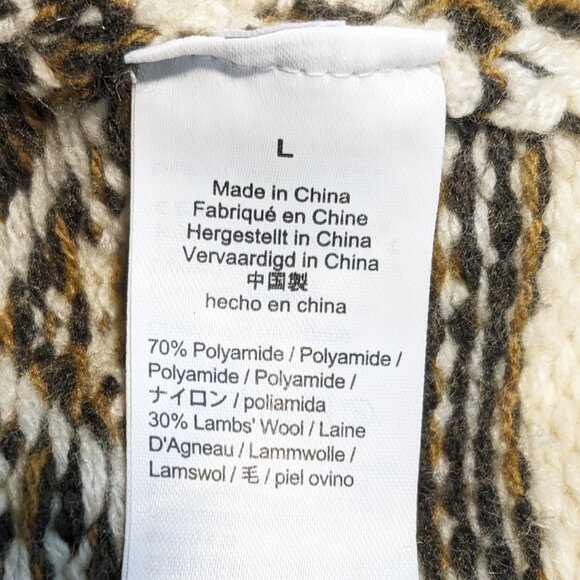 L
Made in China
Fabriqué en Chine
Hergestellt in China
Vervaardigd in China
中国製
hecho en china
70% Polyamide / Polyamide /
Polyamide / Polyamide /
ナイロン / poliamida
30% Lambs' Wool / Laine
D'Agneau / Lammwolle /
Lamswol / 毛 / piel ovino